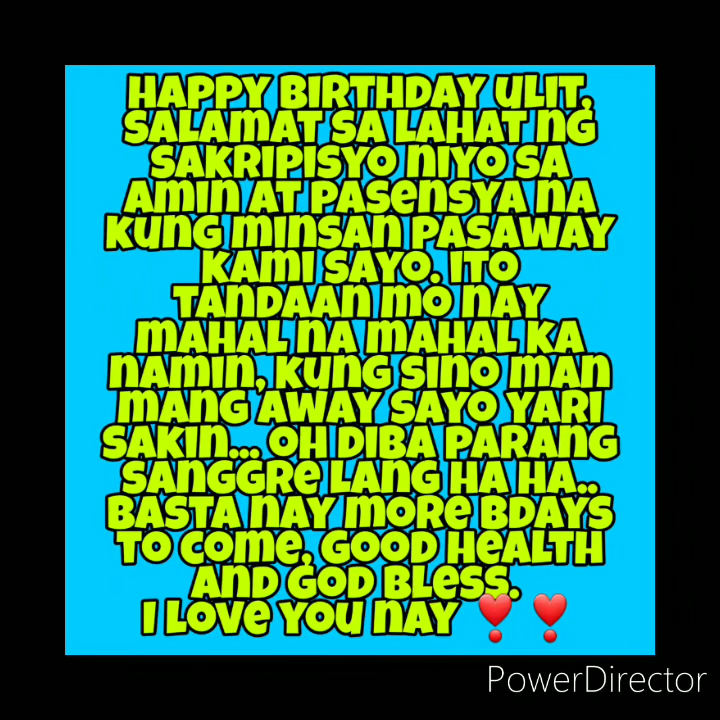 HAPPY BIRTHDAY ULIT,
SALAMAT SA LAHAT NG
SAKRIPISYO NIYO SA
AMIN AT PASENSYA NA
KUNG MINSAN PASAWAY
KAMI SAYO. ITO
TANDAAN MO NAY
MAHAL NA MAHAL KA
NAMIN, KUNG SINO MAN
MANG AWAY SAYO YARI
SAKIN... OH DIBA PARANG
SANGGRE LANG HA HA..
BASTA NAY MORE BDAYS
TO COME, GOOD HEALTH
AND GOD BLESS.
I LOVE YOU NAY ❣️❣️
PowerDirector